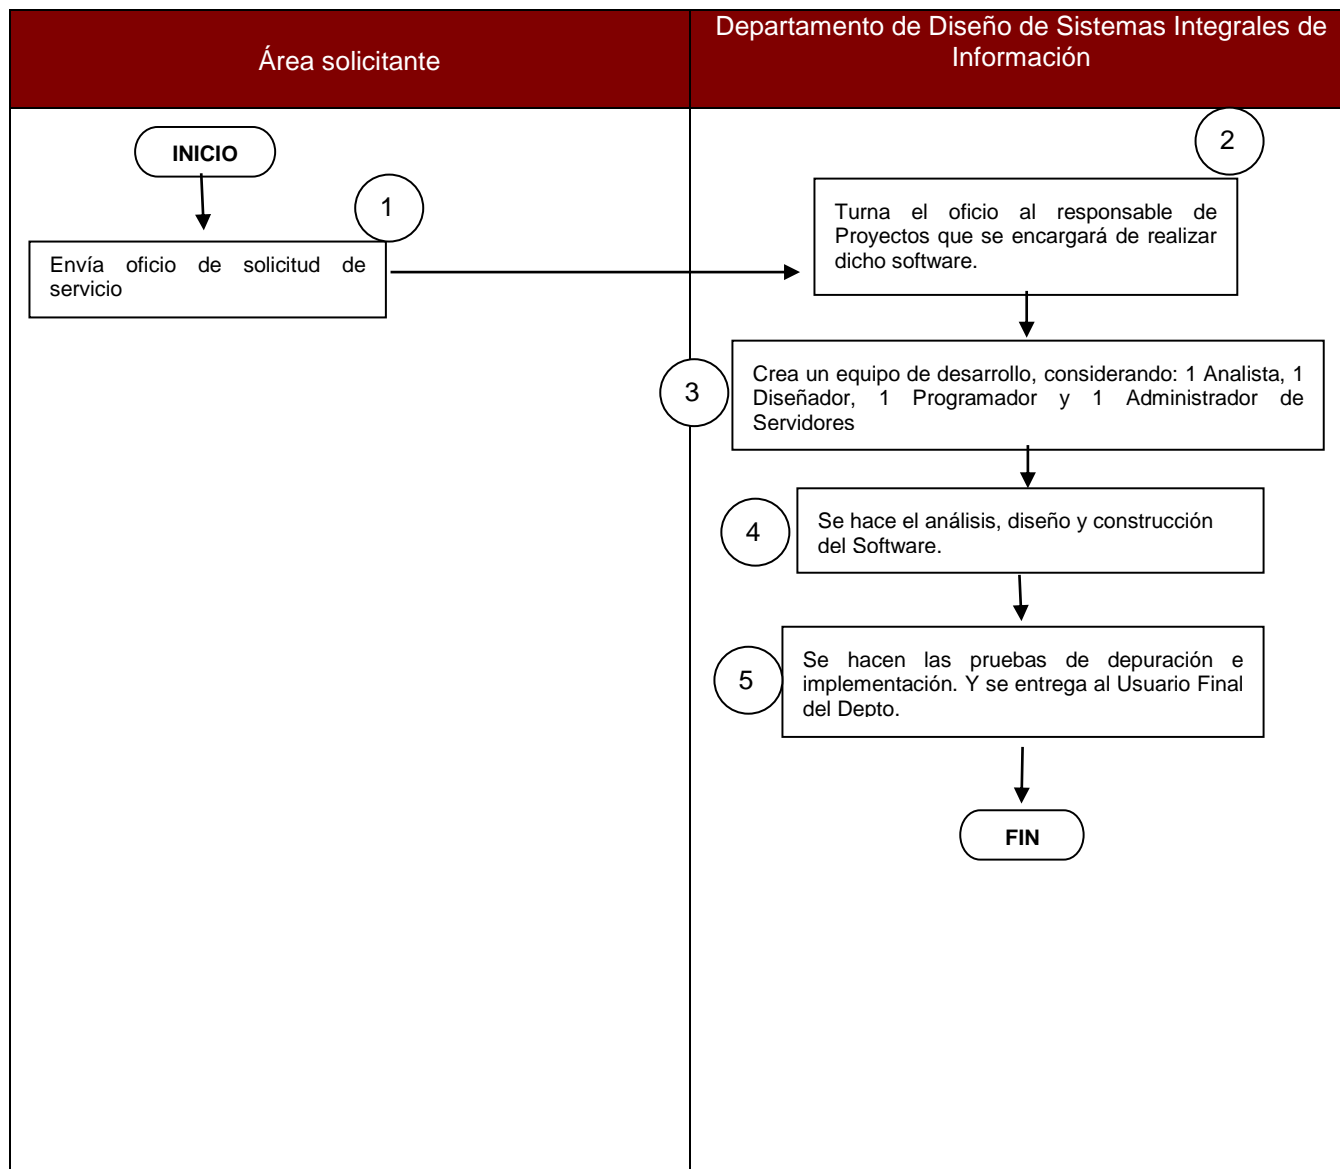 Área solicitante
Departamento de Diseño de Sistemas Integrales de
Información
INICIO
1
Envía oficio de solicitud de
servicio
2
Turna el oficio al responsable de
Proyectos que se encargará de realizar
dicho software.
3
Crea un equipo de desarrollo, considerando: 1 Analista, 1
Diseñador, 1 Programador y 1 Administrador de
Servidores
4
Se hace el análisis, diseño y construcción
del Software.
5
Se hacen las pruebas de depuración e
implementación. Y se entrega al Usuario Final
del Depto.
FIN